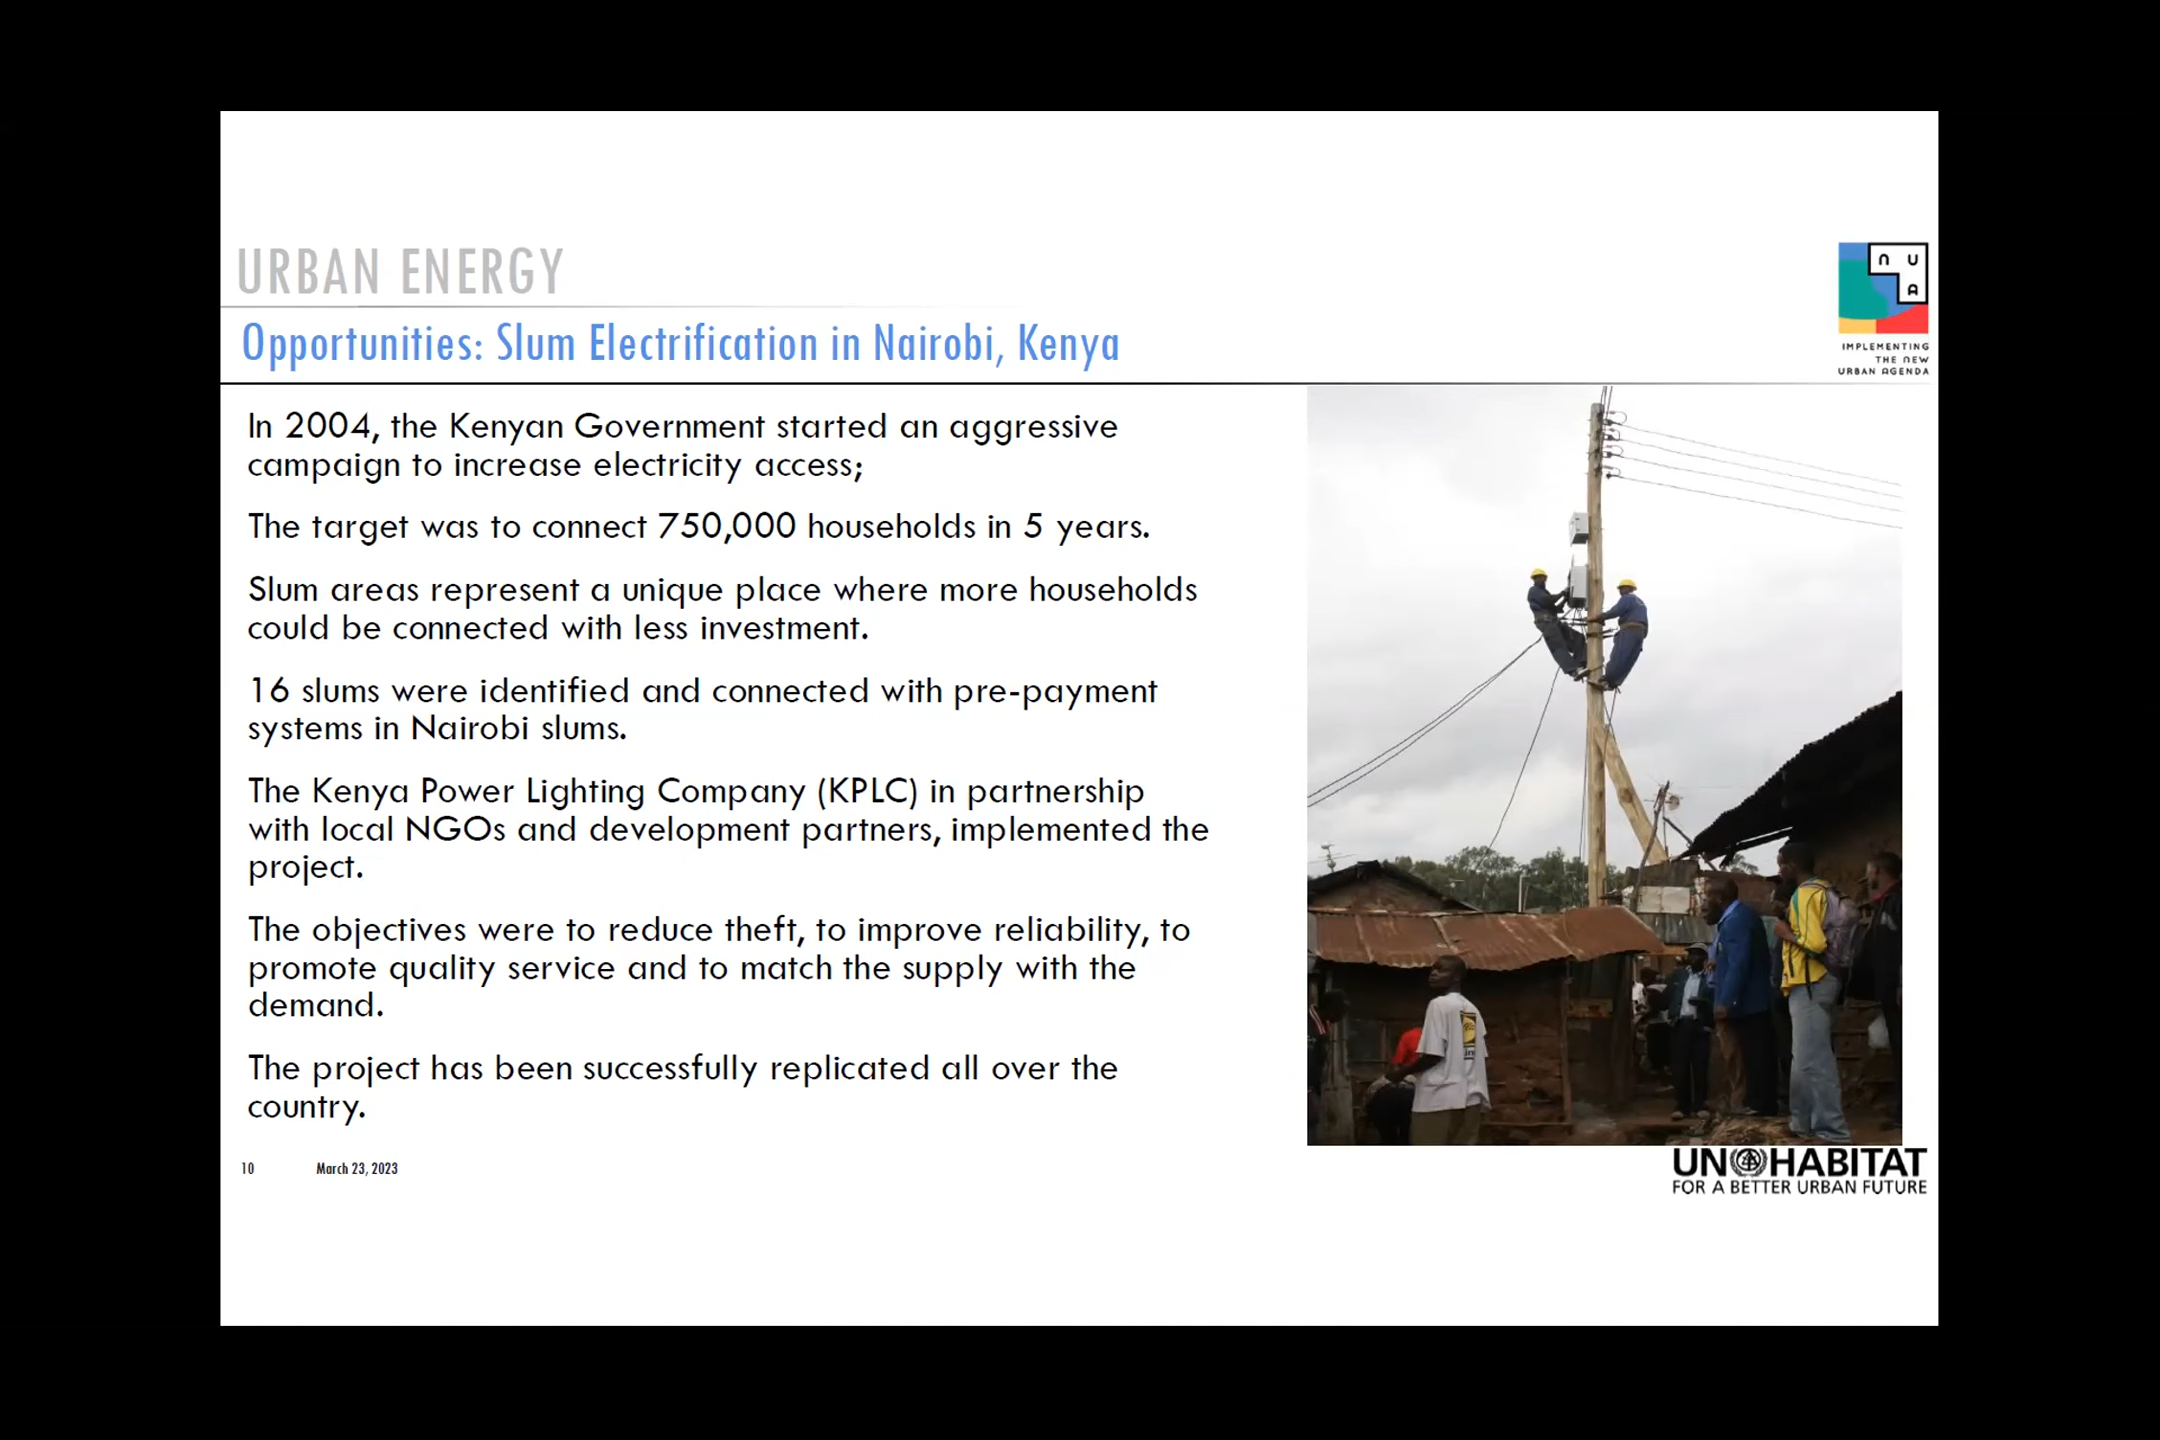 URBAN ENERGY
Opportunities: Slum Electrification in Nairobi, Kenya
N U
A
IMPLEMENTING
THE NEW
URBAN AGENDA
In 2004, the Kenyan Government started an aggressive
campaign to increase electricity access;
The target was to connect 750,000 households in 5 years.
Slum areas represent a unique place where more households
could be connected with less investment.
16 slums were identified and connected with pre-payment
systems in Nairobi slums.
The Kenya Power Lighting Company (KPLC) in partnership
with local NGOs and development partners, implemented the
project.
The objectives were to reduce theft, to improve reliability, to
promote quality service and to match the supply with the
demand.
The project has been successfully replicated all over the
country.
10 March 23, 2023
UN HABITAT
FOR A BETTER URBAN FUTURE